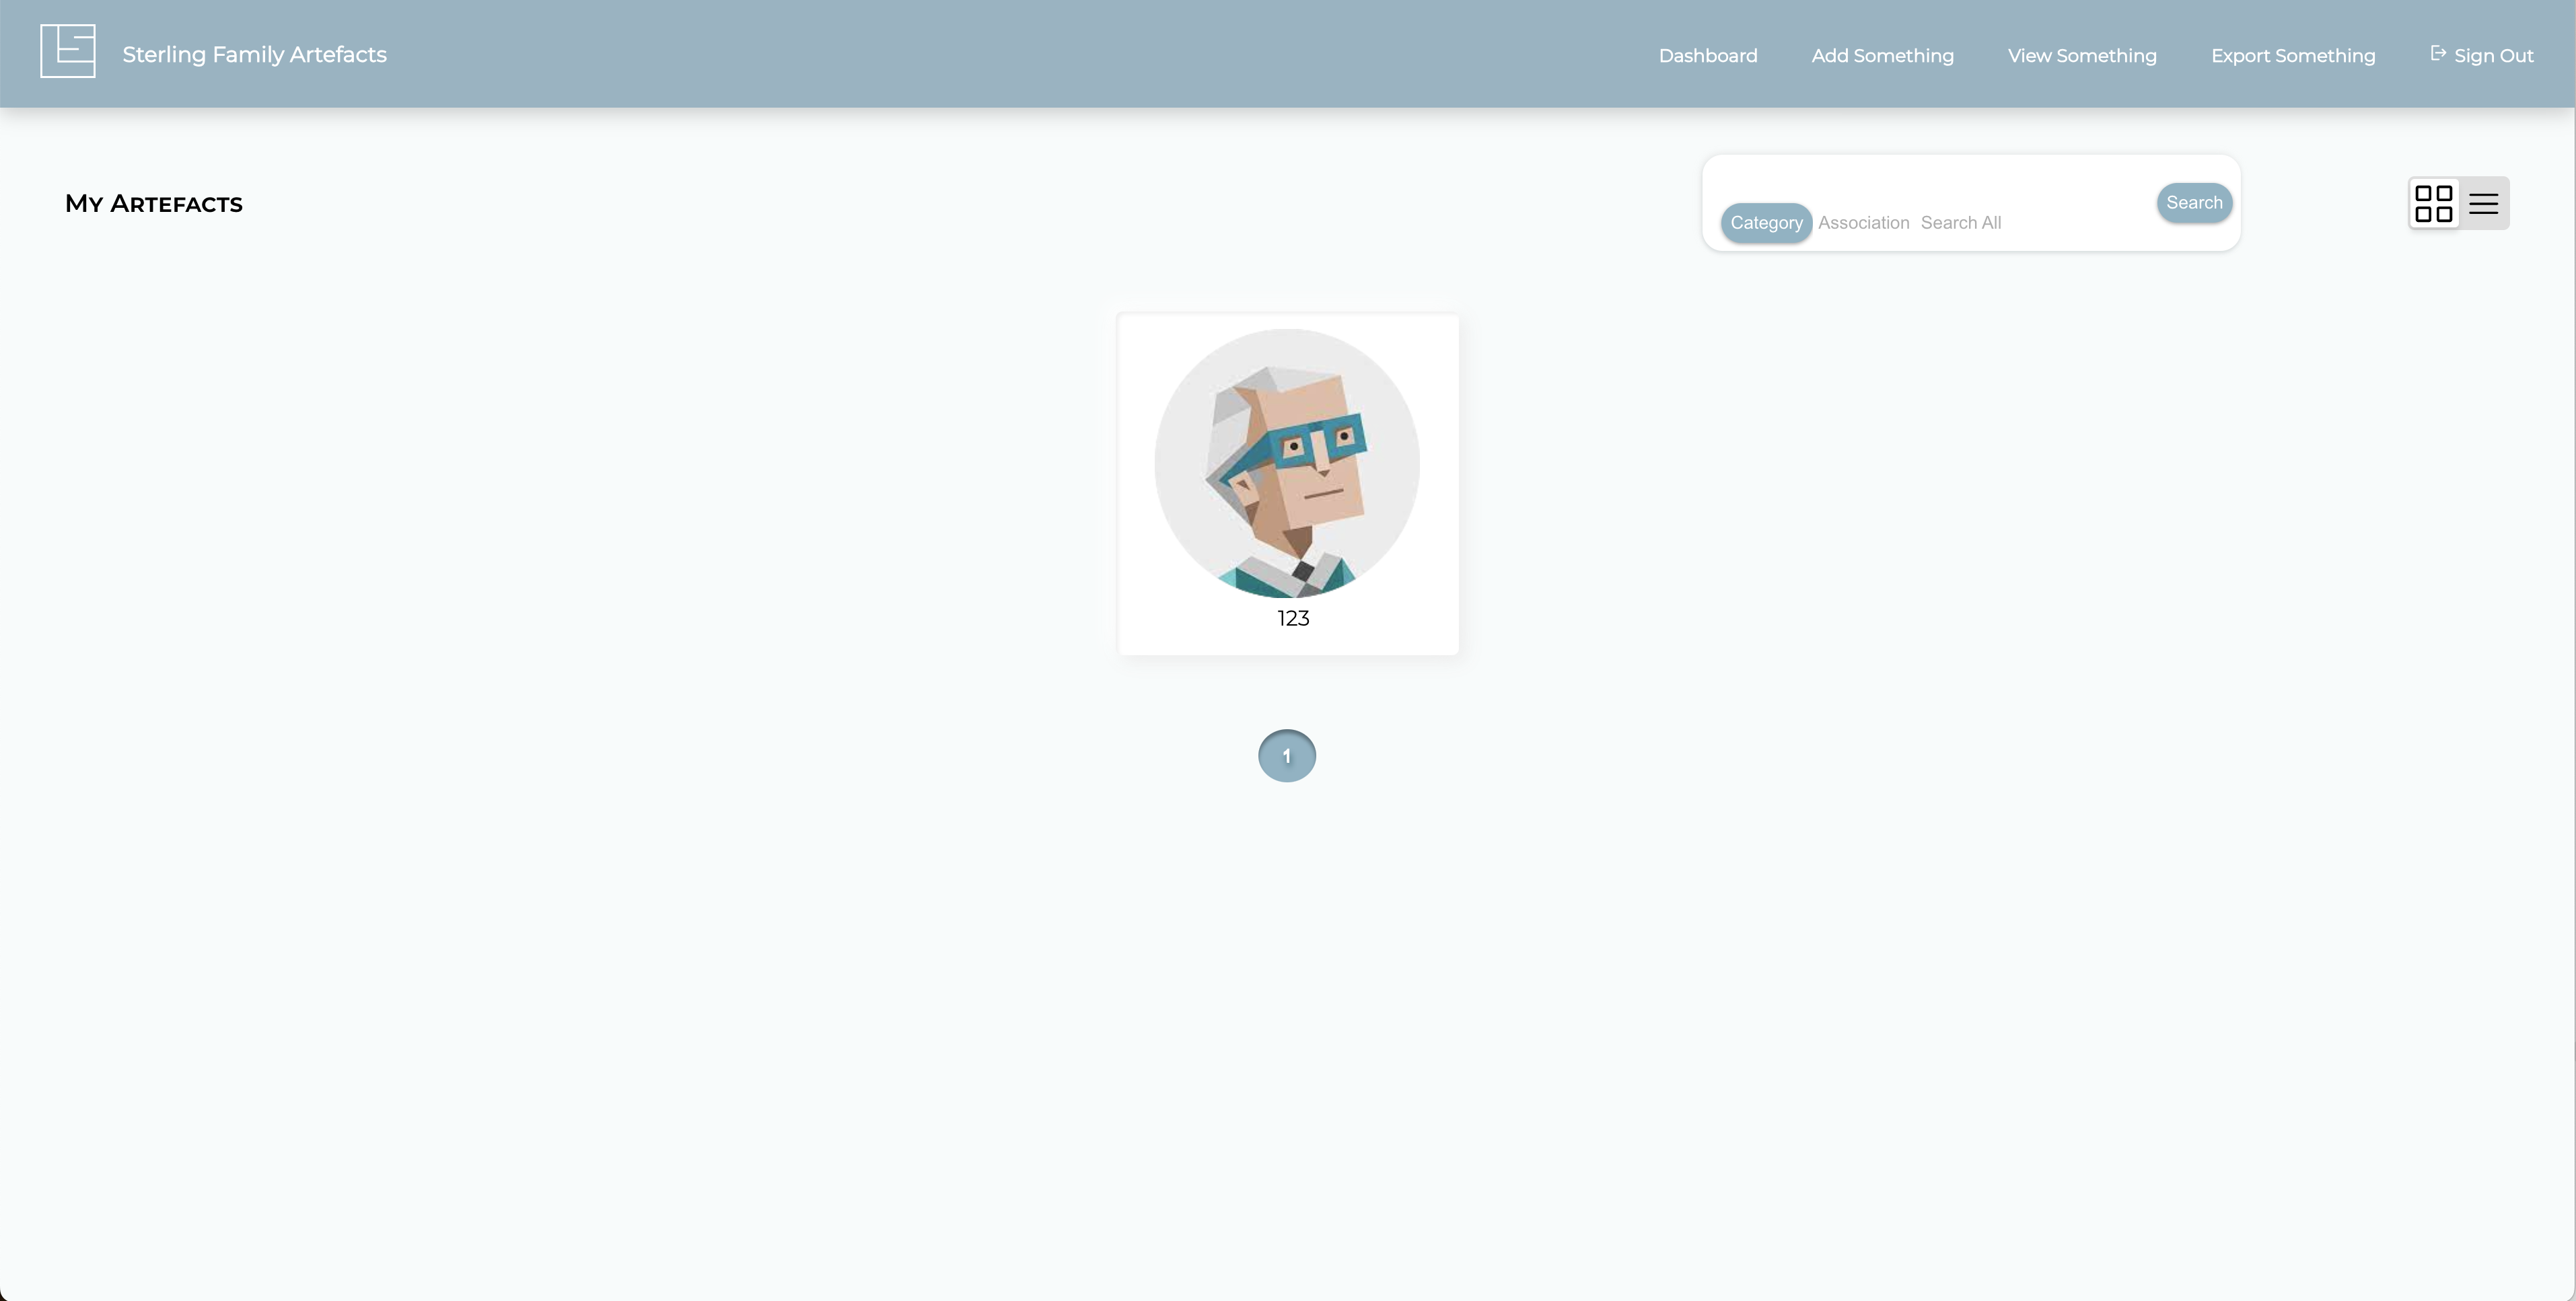 Sterling Family Artefacts
Dashboard
Add Something
View Something
Export Something
Sign Out
My Artefacts
Search
Category Association Search All
123
1